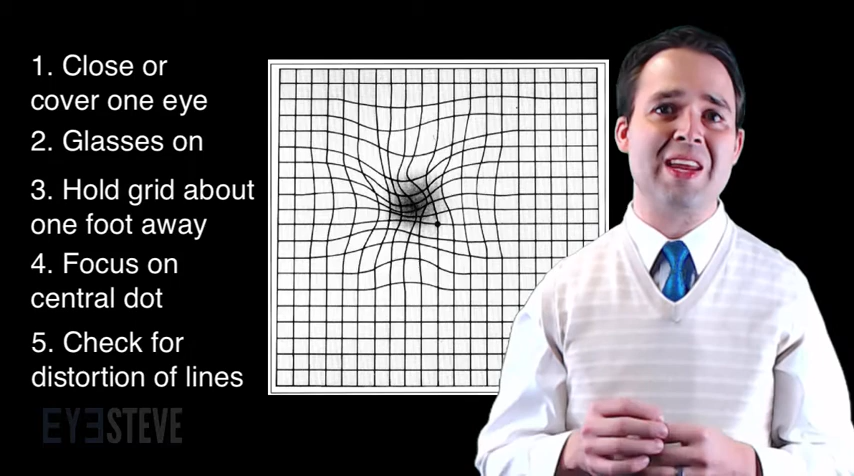 1. Close or
cover one eye
2. Glasses on
3. Hold grid about
one foot away
4. Focus on
central dot
5. Check for
distortion of lines
EYƎSTEVE